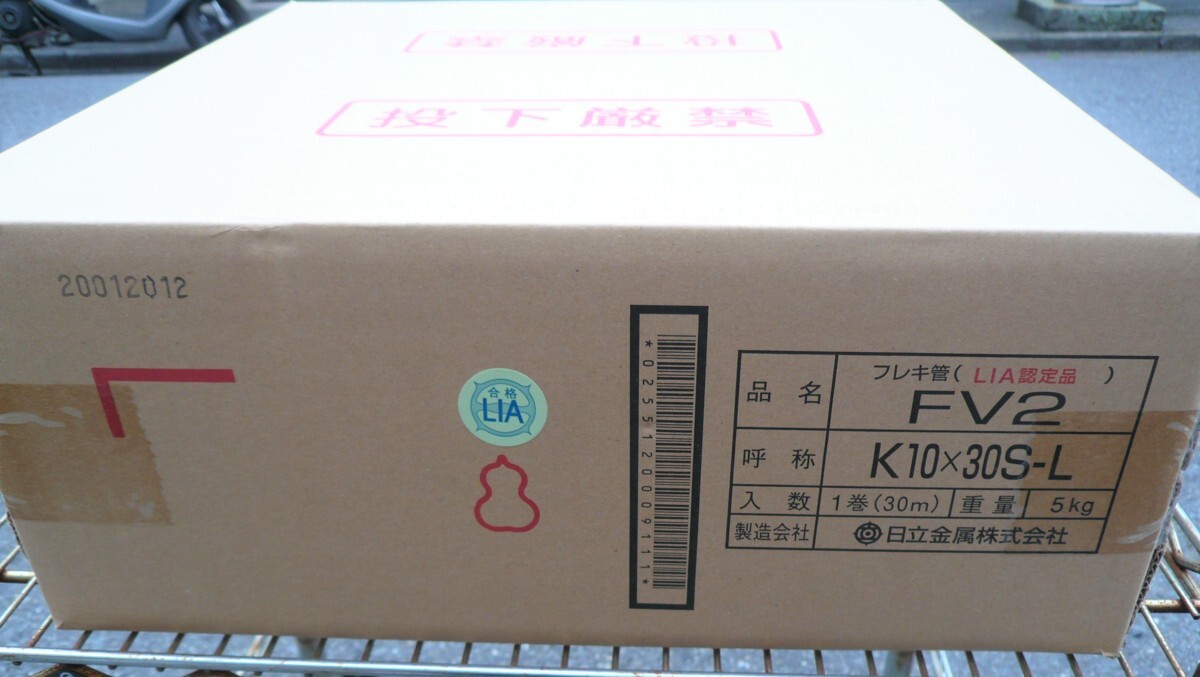 投下厳禁
投下厳禁
20012012
合格
LIA
*0255120009111*
品名 フレキ管( LIA認定品 )
FV2
呼称 K10×30S-L
入数 1巻(30m) 重量 5kg
製造会社 日立金属株式会社